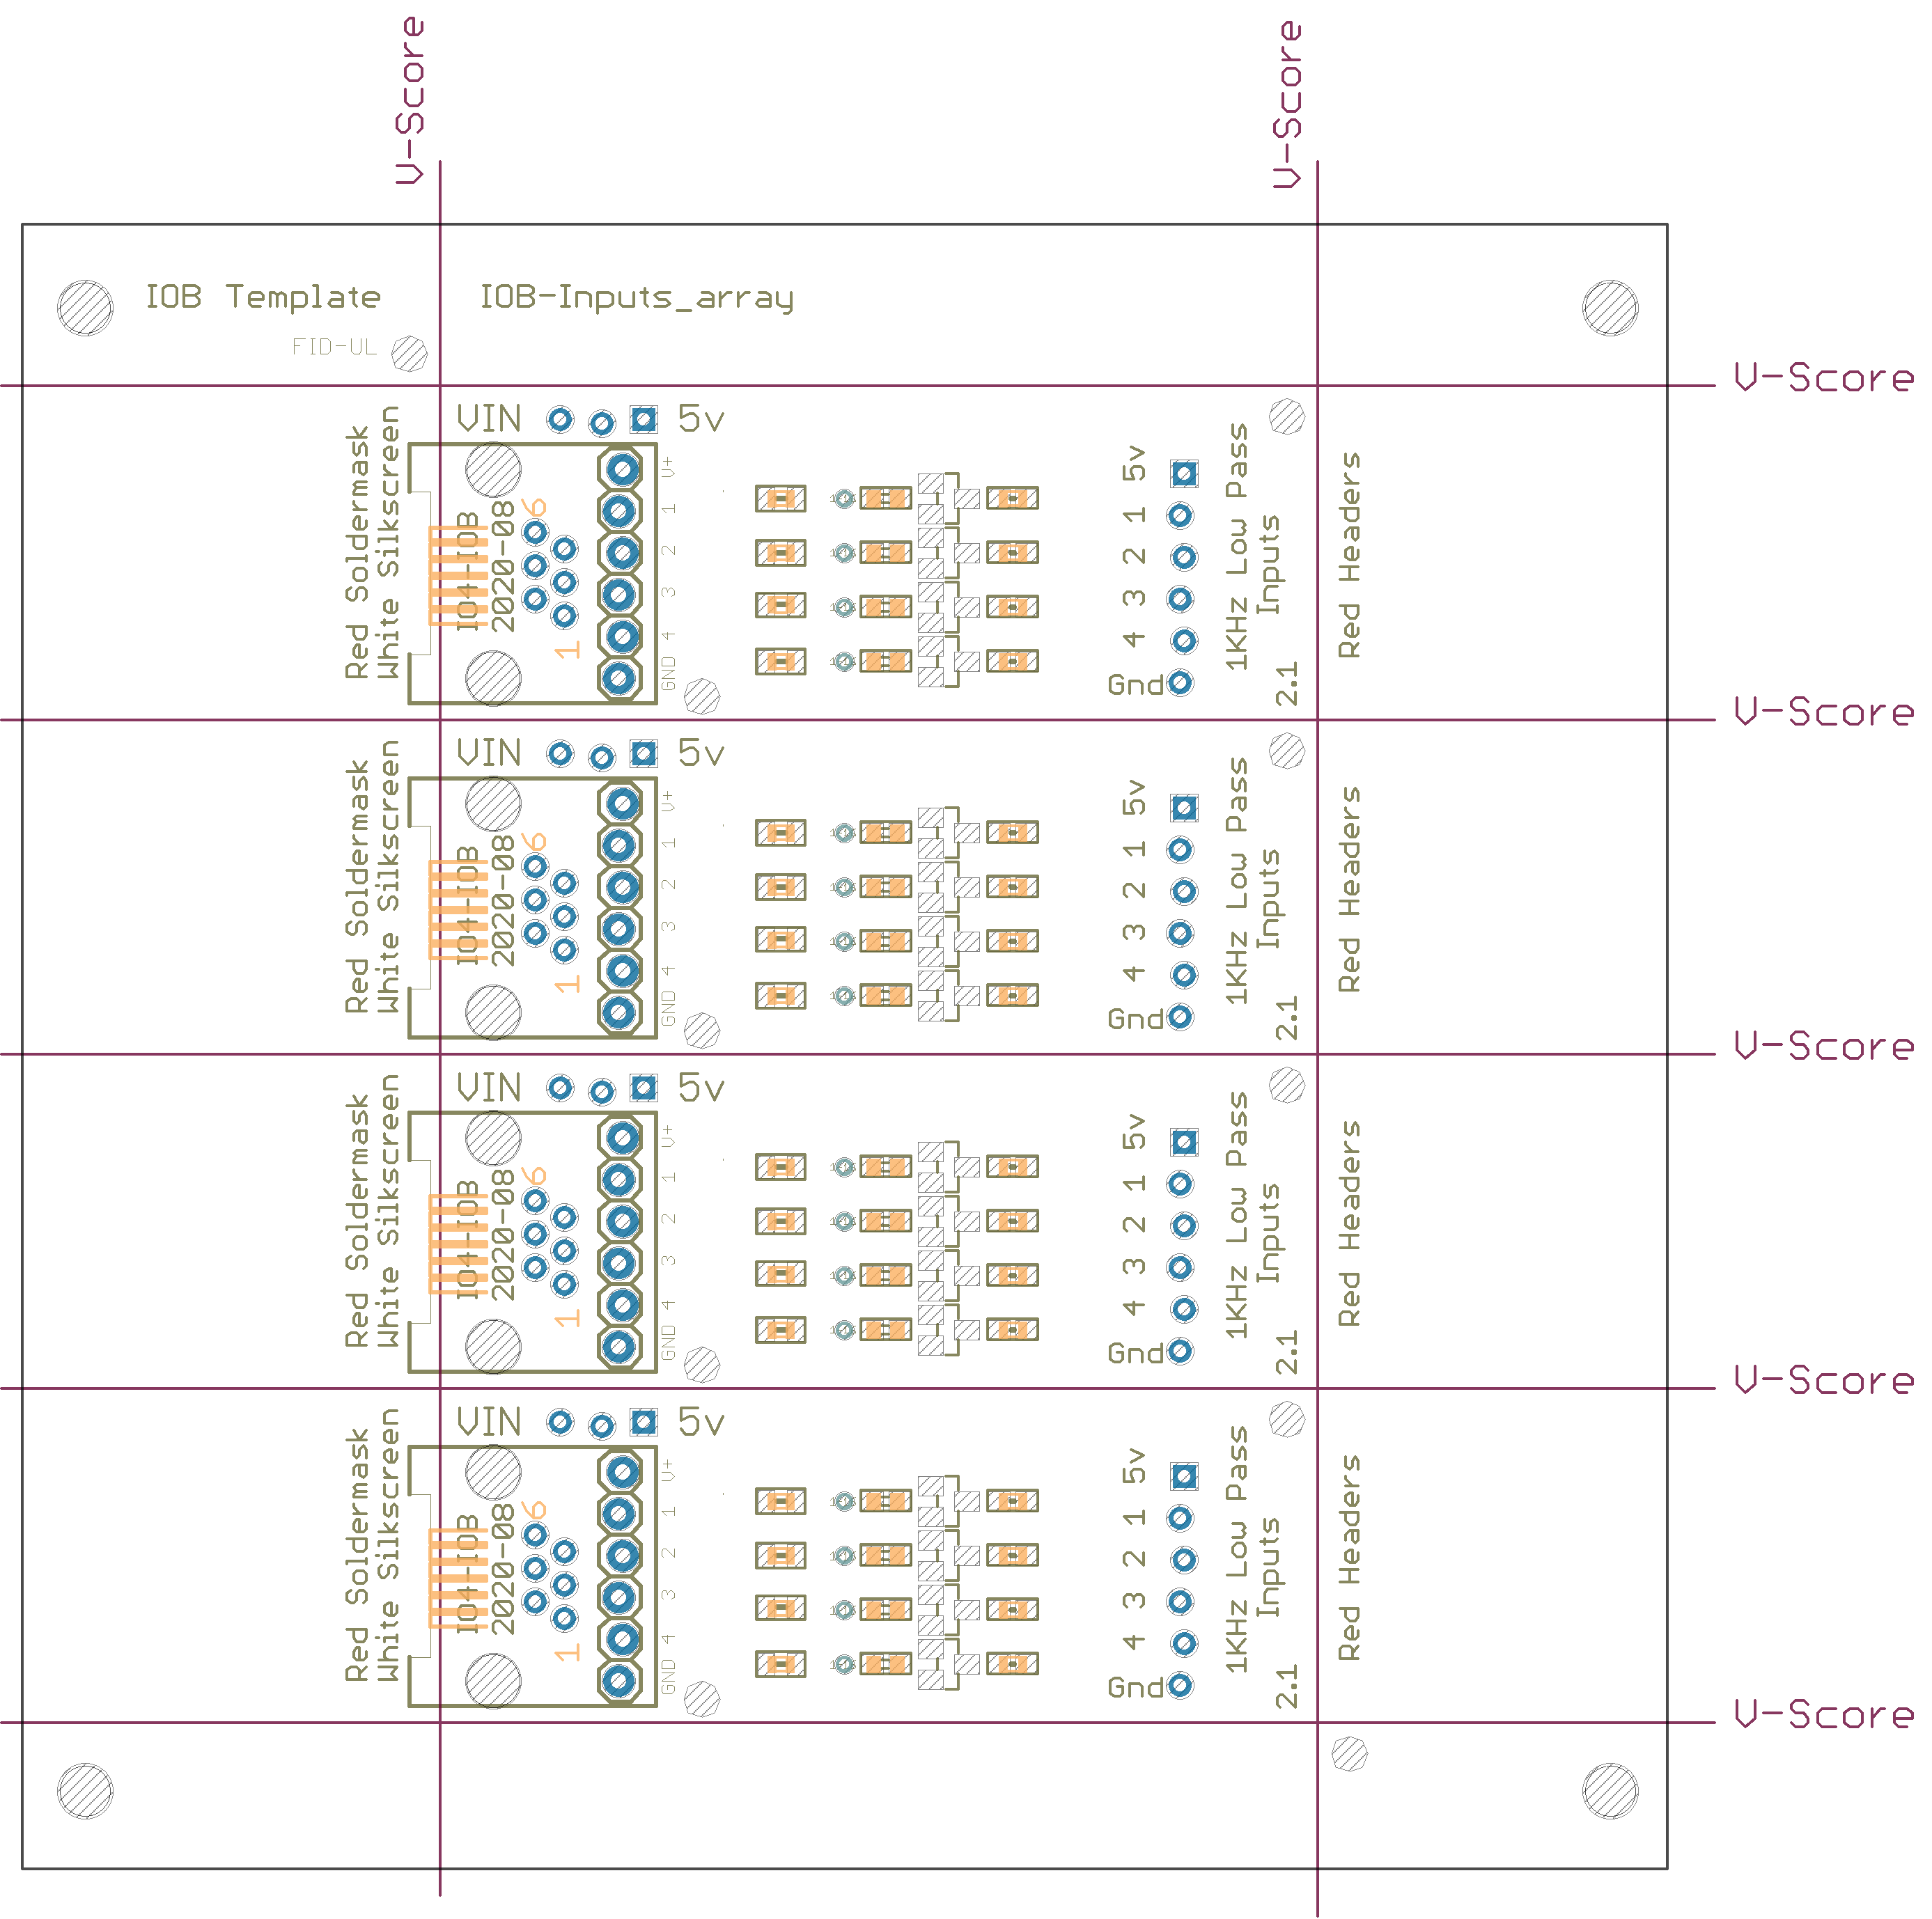 V-Score
V-Score
IOB Template
IOB-Inputs_array
FID-UL
V-Score
Red Soldermask
White Silkscreen
VIN
5v
IO4-IOB
2020-08
6
1
V+
1
2
3
4
GND
5v
1
2
3
4
Gnd
1KHz Low Pass
Inputs
2.1
Red Headers
V-Score
Red Soldermask
White Silkscreen
VIN
5v
IO4-IOB
2020-08
6
1
V+
1
2
3
4
GND
5v
1
2
3
4
Gnd
1KHz Low Pass
Inputs
2.1
Red Headers
V-Score
Red Soldermask
White Silkscreen
VIN
5v
IO4-IOB
2020-08
6
1
V+
1
2
3
4
GND
5v
1
2
3
4
Gnd
1KHz Low Pass
Inputs
2.1
Red Headers
V-Score
Red Soldermask
White Silkscreen
VIN
5v
IO4-IOB
2020-08
6
1
V+
1
2
3
4
GND
5v
1
2
3
4
Gnd
1KHz Low Pass
Inputs
2.1
Red Headers
V-Score